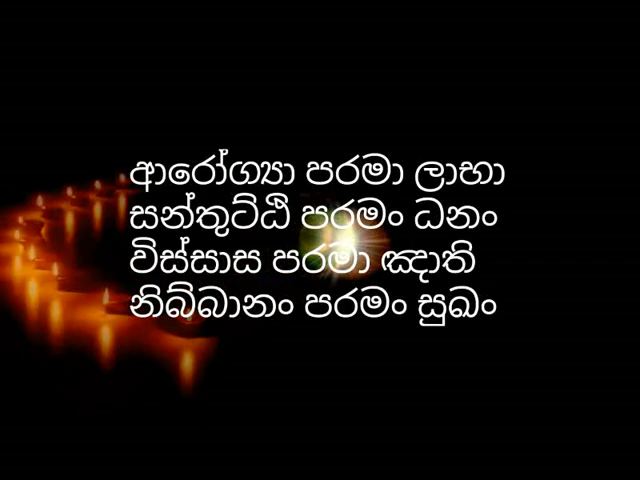 ආරෝග්‍යා පරමා ලාභා
සන්තුට්ඨි පරමං ධනං
විස්සාස පරමා ඤාති
නිබ්බානං පරමං සුඛං